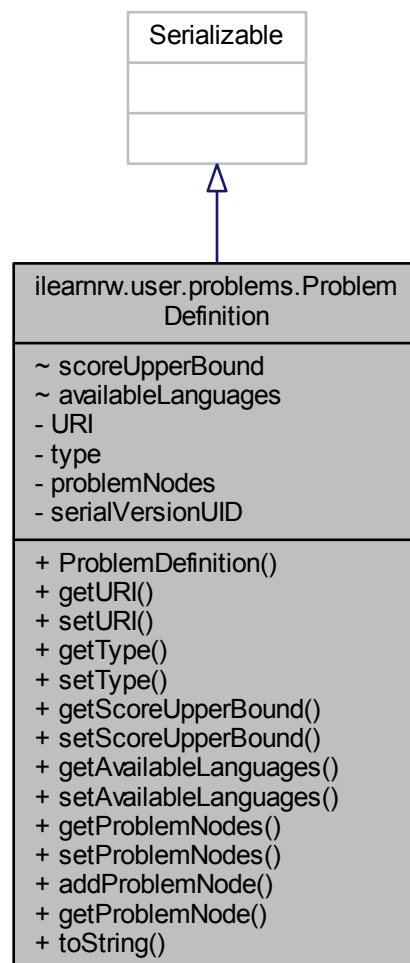 Serializable
ilearnrw.user.problems.Problem
Definition
~ scoreUpperBound
~ availableLanguages
- URI
- type
- problemNodes
- serialVersionUID
+ ProblemDefinition()
+ getURI()
+ setURI()
+ getType()
+ setType()
+ getScoreUpperBound()
+ setScoreUpperBound()
+ getAvailableLanguages()
+ setAvailableLanguages()
+ getProblemNodes()
+ setProblemNodes()
+ addProblemNode()
+ getProblemNode()
+ toString()